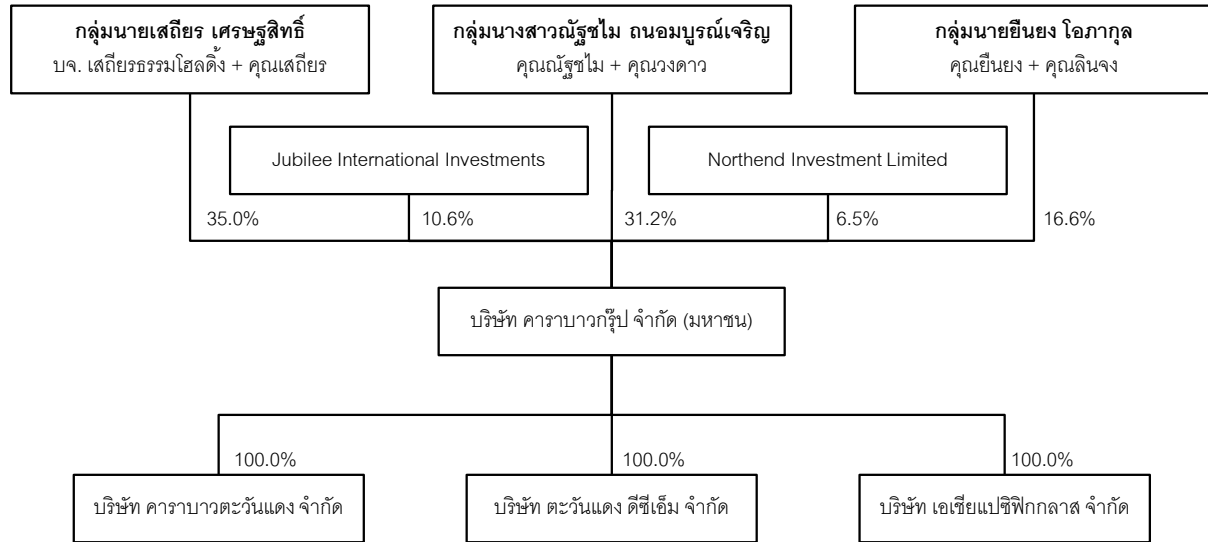 กลุ่มนายเสถียร เศรษฐสิทธิ์
บจ. เสถียรธรรมโฮลดิ้ง + คุณเสถียร
กลุ่มนางสาวณัฐชไม ถนอมบูรณ์เจริญ
คุณณัฐชไม + คุณวงดาว
กลุ่มนายยืนยง โอภากุล
คุณยืนยง + คุณลินจง
Jubilee International Investments
Northend Investment Limited
35.0%
10.6%
31.2%
6.5%
16.6%
บริษัท คาราบาวกรุ๊ป จำกัด (มหาชน)
100.0%
100.0%
100.0%
บริษัท คาราบาวตะวันแดง จำกัด
บริษัท ตะวันแดง ดีซีเอ็ม จำกัด
บริษัท เอเชียแปซิฟิกกลาส จำกัด